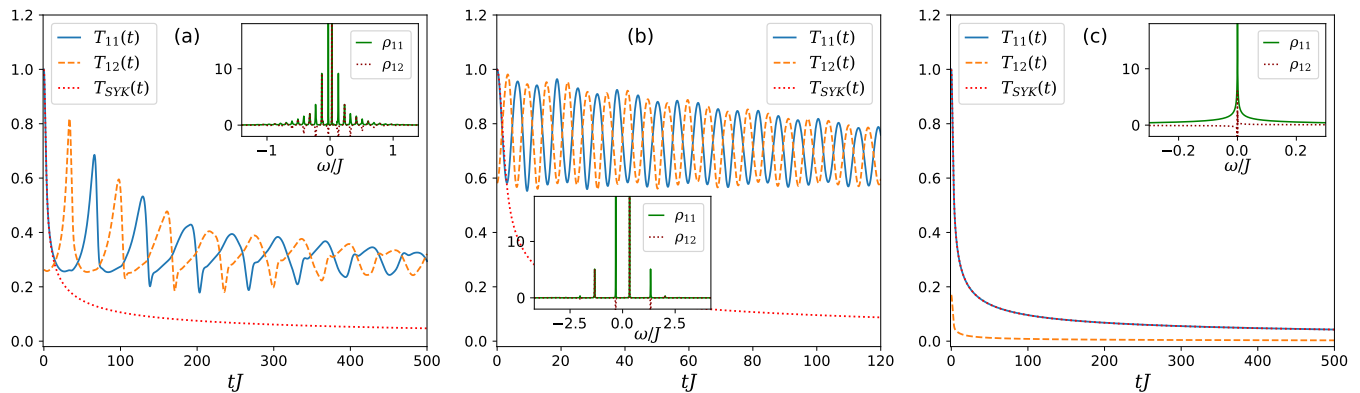 1.2
1.0
0.8
0.6
0.4
0.2
0.0
0
100
200
300
400
500
tJ
(a)
T₁₁(t)
T₁₂(t)
T_SYK(t)
10
0
−1
0
1
ω/J
ρ₁₁
ρ₁₂
1.2
1.0
0.8
0.6
0.4
0.2
0.0
0
20
40
60
80
100
120
tJ
(b)
T₁₁(t)
T₁₂(t)
T_SYK(t)
10
0
−2.5
0.0
2.5
ω/J
ρ₁₁
ρ₁₂
1.2
1.0
0.8
0.6
0.4
0.2
0.0
0
100
200
300
400
500
tJ
(c)
T₁₁(t)
T₁₂(t)
T_SYK(t)
10
0
−0.2
0.0
0.2
ω/J
ρ₁₁
ρ₁₂